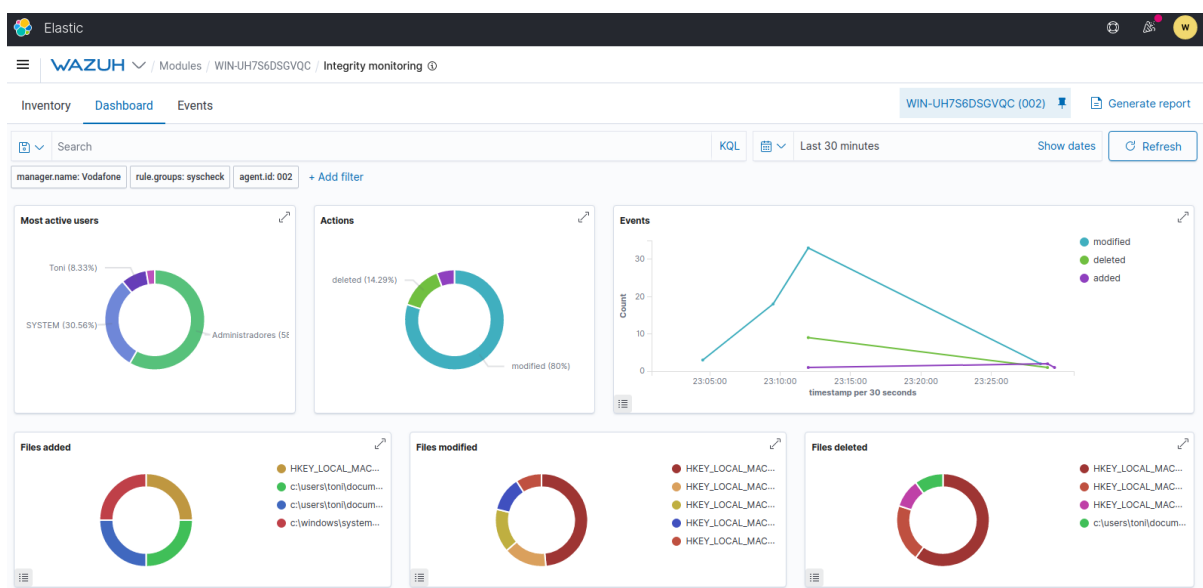 Elastic
W
WAZUH / Modules / WIN-UH7S6DSGVQC / Integrity monitoring
Inventory Dashboard Events WIN-UH7S6DSGVQC (002) Generate report
Search KQL Last 30 minutes Show dates Refresh
manager.name: Vodafone rule.groups: syscheck agent.id: 002 + Add filter
Most active users
Toni (8.33%)
SYSTEM (30.56%)
Administradores (58
Actions
deleted (14.29%)
modified (80%)
Events
modified
deleted
added
Count
30
20
10
0
23:05:00 23:10:00 23:15:00 23:20:00 23:25:00
timestamp per 30 seconds
Files added
HKEY_LOCAL_MAC...
c:\users\toni\docum...
c:\users\toni\docum...
c:\windows\system...
Files modified
HKEY_LOCAL_MAC...
HKEY_LOCAL_MAC...
HKEY_LOCAL_MAC...
HKEY_LOCAL_MAC...
HKEY_LOCAL_MAC...
Files deleted
HKEY_LOCAL_MAC...
HKEY_LOCAL_MAC...
HKEY_LOCAL_MAC...
c:\users\toni\docum...